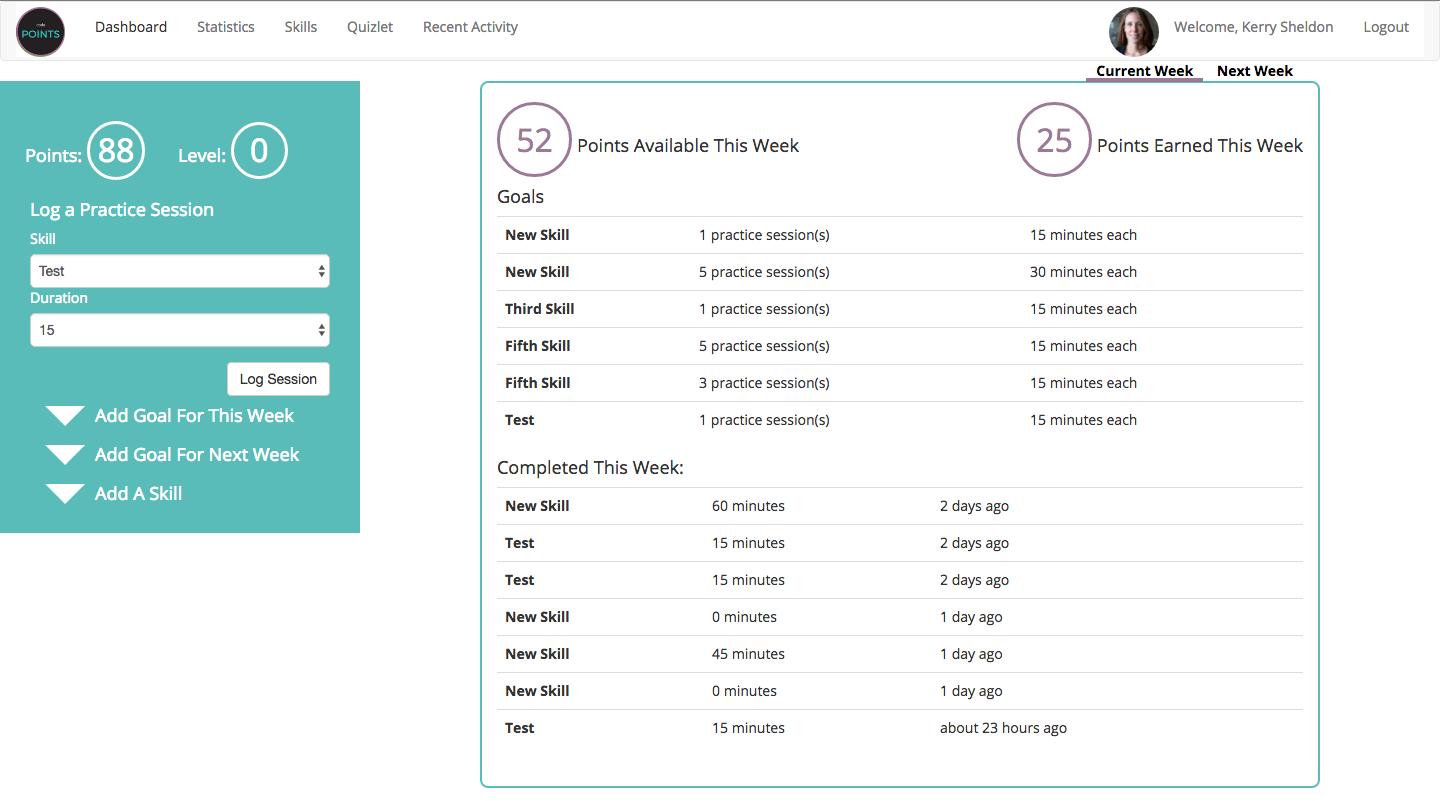 code
POINTS
Dashboard Statistics Skills Quizlet Recent Activity Welcome, Kerry Sheldon Logout
Current Week Next Week
Points: 88 Level: 0
Log a Practice Session
Skill
Test
Duration
15
Log Session
Add Goal For This Week
Add Goal For Next Week
Add A Skill
52 Points Available This Week 25 Points Earned This Week
Goals
New Skill 1 practice session(s) 15 minutes each
New Skill 5 practice session(s) 30 minutes each
Third Skill 1 practice session(s) 15 minutes each
Fifth Skill 5 practice session(s) 15 minutes each
Fifth Skill 3 practice session(s) 15 minutes each
Test 1 practice session(s) 15 minutes each
Completed This Week:
New Skill 60 minutes 2 days ago
Test 15 minutes 2 days ago
Test 15 minutes 2 days ago
New Skill 0 minutes 1 day ago
New Skill 45 minutes 1 day ago
New Skill 0 minutes 1 day ago
Test 15 minutes about 23 hours ago